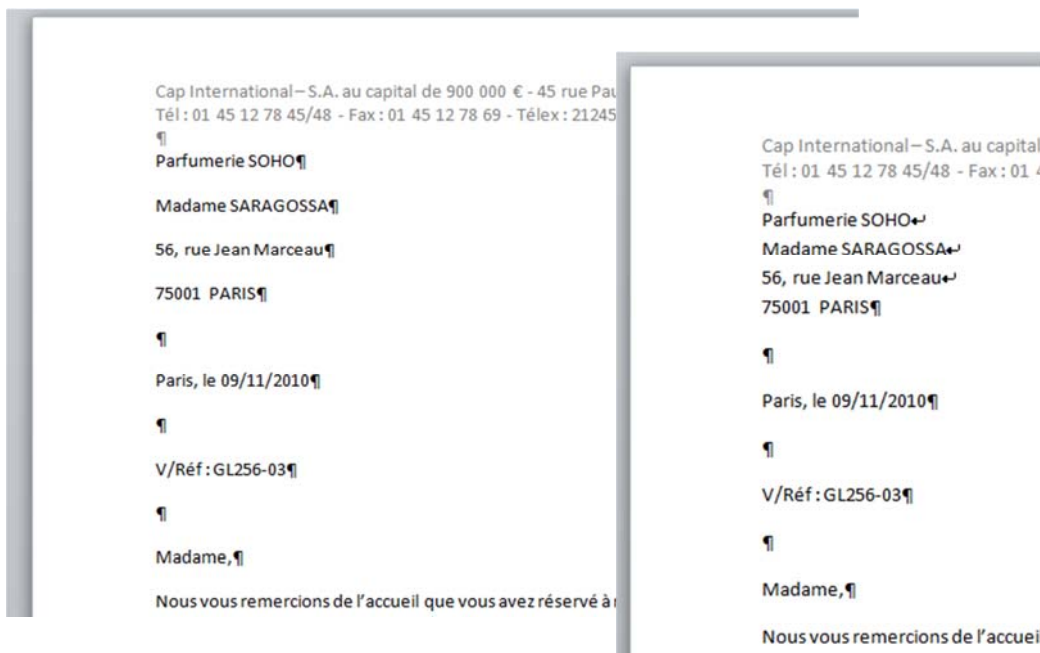 Cap International – S.A. au capital de 900 000 € - 45 rue
Tél : 01 45 12 78 45/48 - Fax : 01 45 12 78 69 - Télex : 21245
¶
Parfumerie SOHO¶
Madame SARAGOSSA¶
56, rue Jean Marceau¶
75001 PARIS¶
¶
Paris, le 09/11/2010¶
¶
V/Réf : GL256-03¶
¶
Madame,¶
Nous vous remercions de l’accueil que vous avez réservé à
Cap International – S.A. au capital
Tél : 01 45 12 78 45/48 - Fax : 01
¶
Parfumerie SOHO↵
Madame SARAGOSSA↵
56, rue Jean Marceau↵
75001 PARIS¶
¶
Paris, le 09/11/2010¶
¶
V/Réf : GL256-03¶
¶
Madame,¶
Nous vous remercions de l’accueil